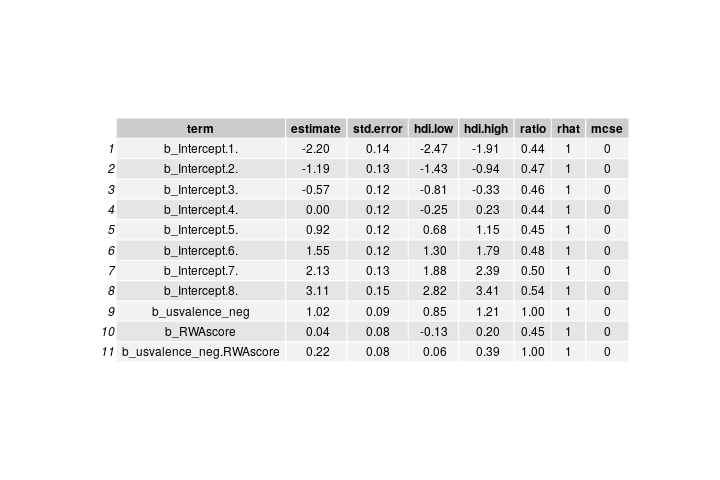 term estimate std.error hdi.low hdi.high ratio rhat mcse
1 b_Intercept.1. -2.20 0.14 -2.47 -1.91 0.44 1 0
2 b_Intercept.2. -1.19 0.13 -1.43 -0.94 0.47 1 0
3 b_Intercept.3. -0.57 0.12 -0.81 -0.33 0.46 1 0
4 b_Intercept.4. 0.00 0.12 -0.25 0.23 0.44 1 0
5 b_Intercept.5. 0.92 0.12 0.68 1.15 0.45 1 0
6 b_Intercept.6. 1.55 0.12 1.30 1.79 0.48 1 0
7 b_Intercept.7. 2.13 0.13 1.88 2.39 0.50 1 0
8 b_Intercept.8. 3.11 0.15 2.82 3.41 0.54 1 0
9 b_usvalence_neg 1.02 0.09 0.85 1.21 1.00 1 0
10 b_RWAscore 0.04 0.08 -0.13 0.20 0.45 1 0
11 b_usvalence_neg.RWAscore 0.22 0.08 0.06 0.39 1.00 1 0